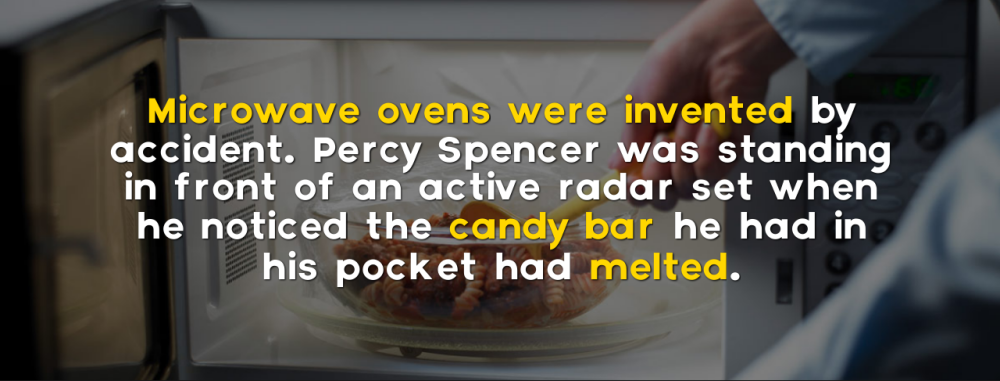 Microwave ovens were invented by
accident. Percy Spencer was standing
in front of an active radar set when
he noticed the candy bar he had in
his pocket had melted.